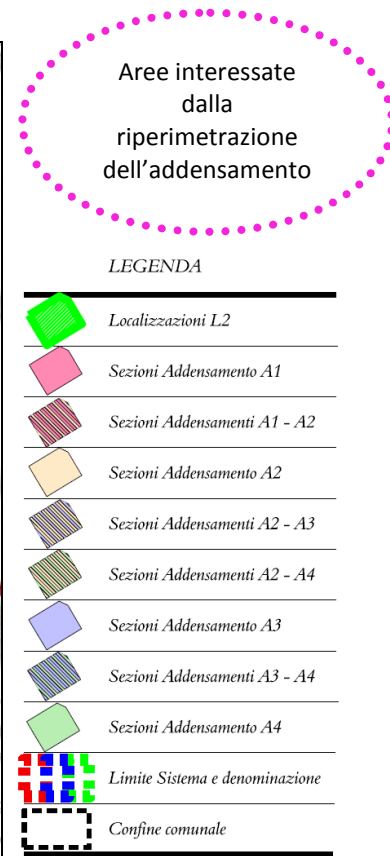 Aree interessate
dalla
riperimetrazione
dell’addensamento
LEGENDA
Localizzazioni L2
Sezioni Addensamento A1
Sezioni Addensamenti A1 - A2
Sezioni Addensamento A2
Sezioni Addensamenti A2 - A3
Sezioni Addensamenti A2 - A4
Sezioni Addensamento A3
Sezioni Addensamenti A3 - A4
Sezioni Addensamento A4
Limite Sistema e denominazione
Confine comunale